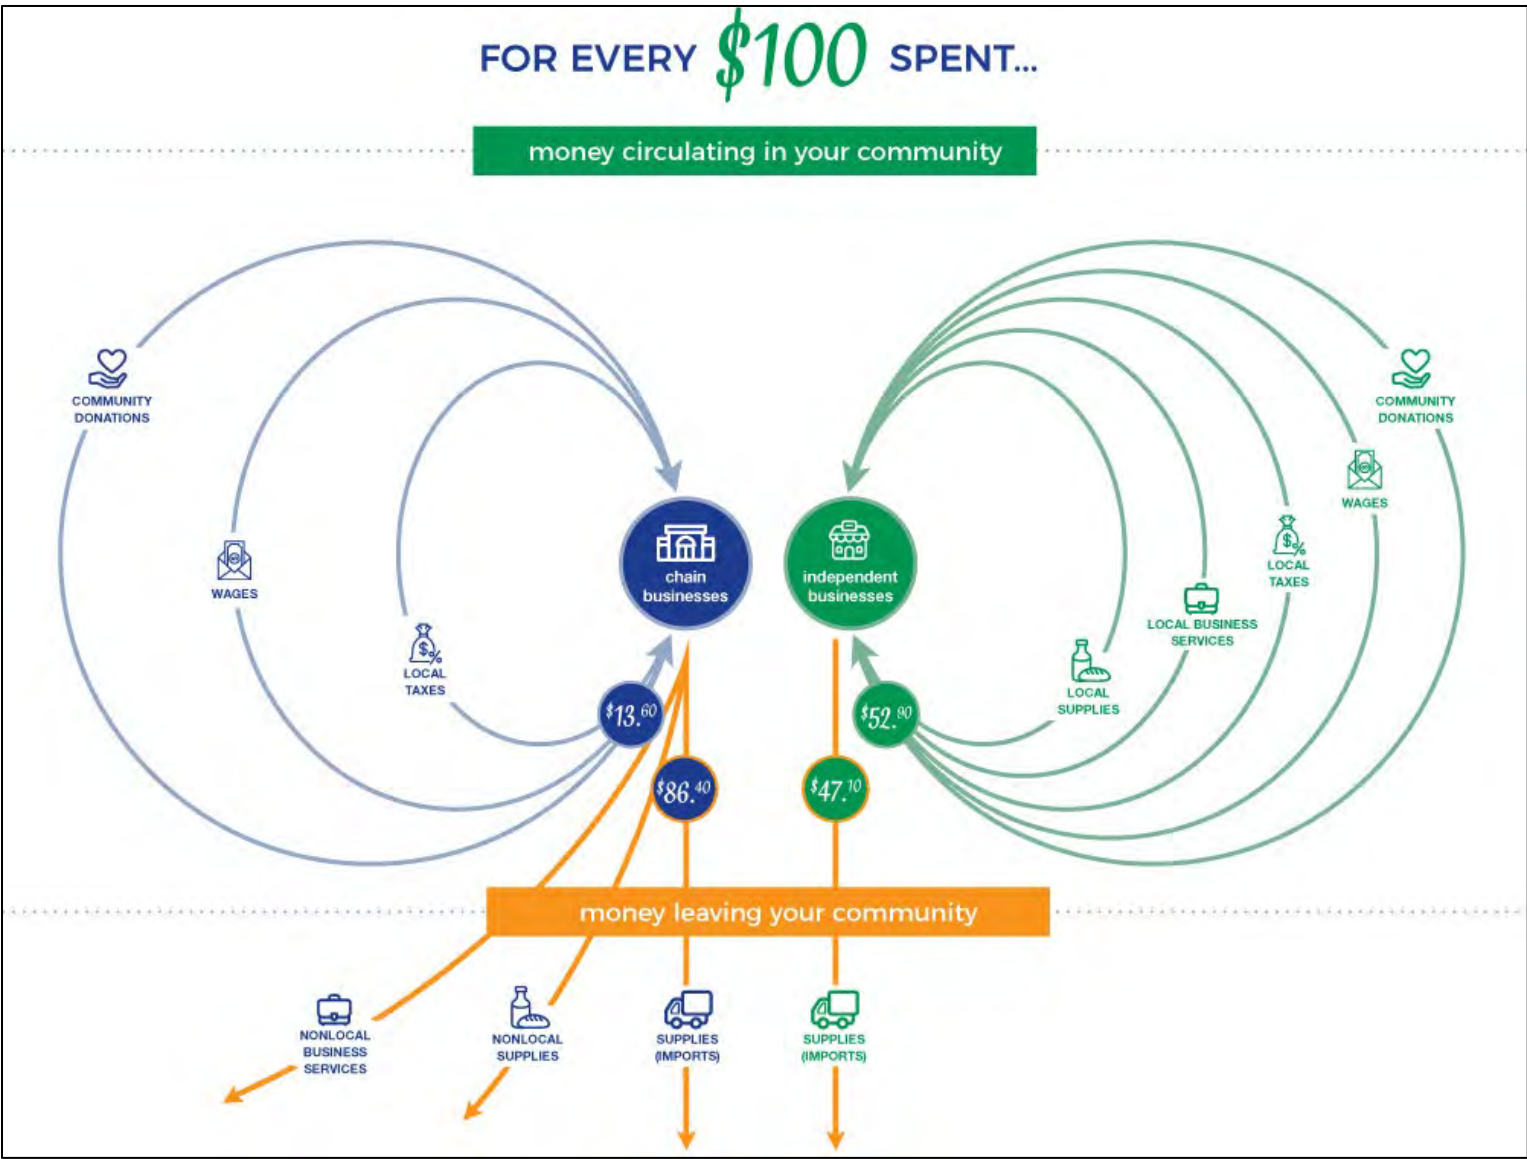 FOR EVERY $100 SPENT...
money circulating in your community
COMMUNITY
DONATIONS
WAGES
LOCAL
TAXES
chain
businesses
$13.60
$86.40
independent
businesses
$52.90
$47.10
COMMUNITY
DONATIONS
WAGES
LOCAL
TAXES
LOCAL BUSINESS
SERVICES
LOCAL
SUPPLIES
money leaving your community
NONLOCAL
BUSINESS
SERVICES
NONLOCAL
SUPPLIES
SUPPLIES
(IMPORTS)
SUPPLIES
(IMPORTS)